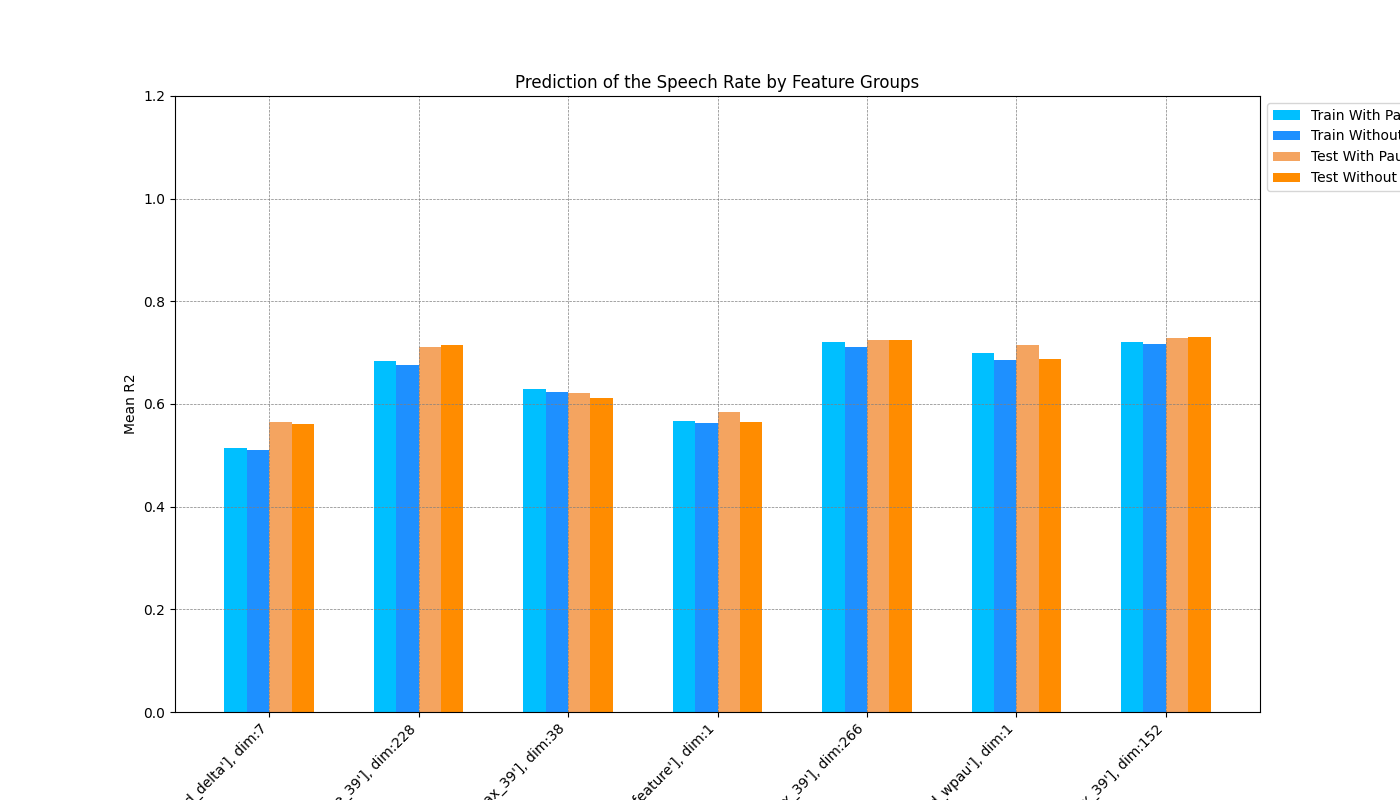 Prediction of the Speech Rate by Feature Groups
1.2
1.0
0.8
0.6
0.4
0.2
0.0
Mean R2
Train With Pa
Train Without
Test With Pau
Test Without
d_delta'], dim:7
_39'], dim:228
ax_39'], dim:38
feature'], dim:1
x_39'], dim:266
_wpau'], dim:1
_39'], dim:152